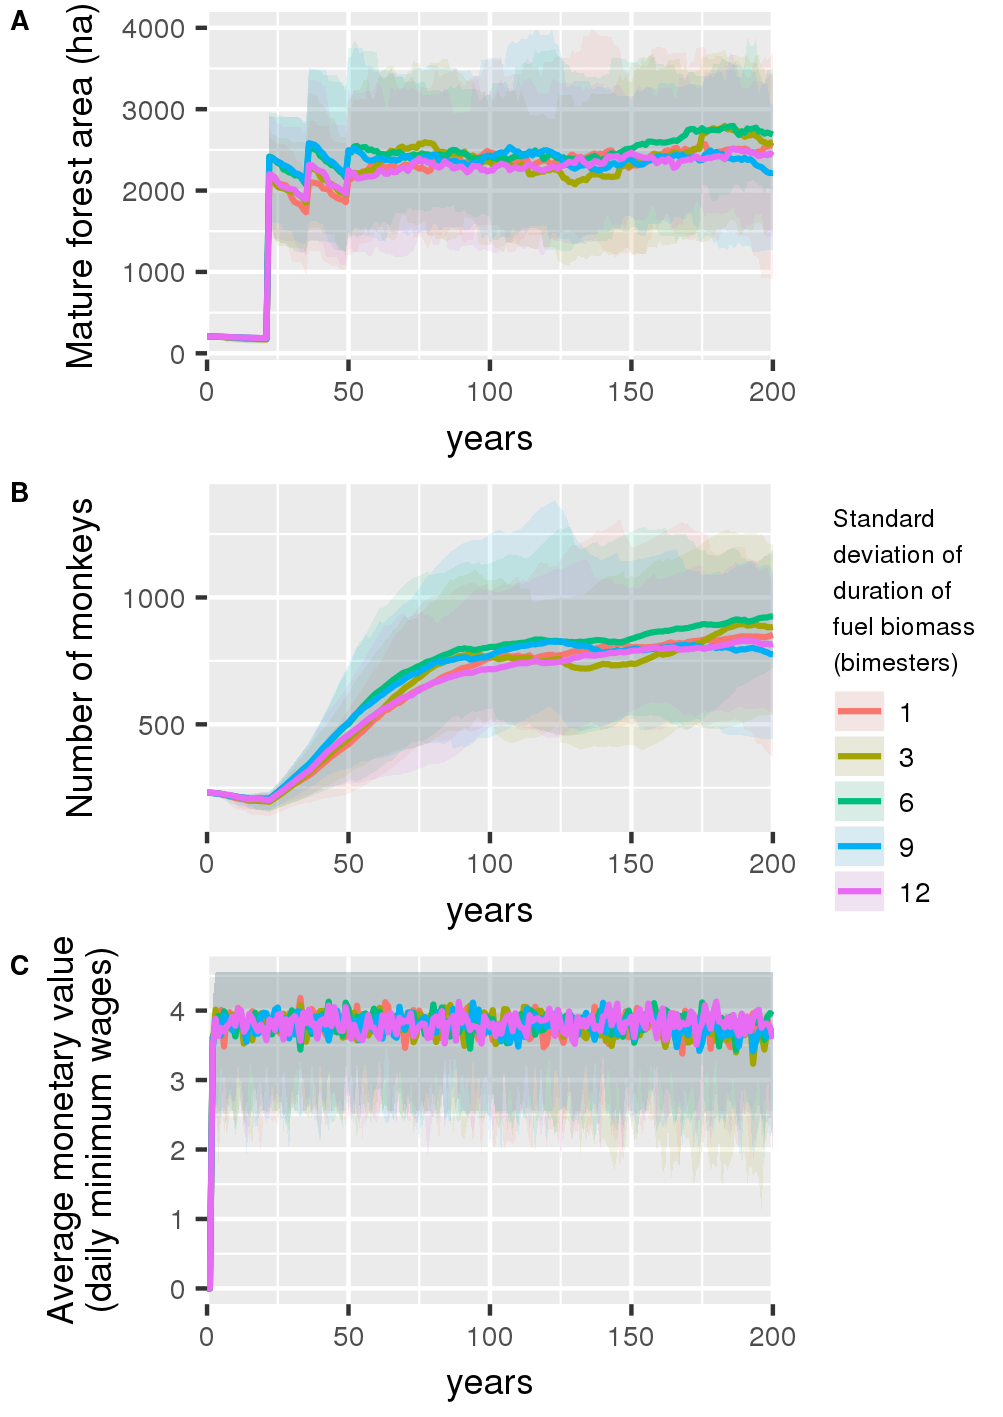 A
Mature forest area (ha)
4000
3000
2000
1000
0
0 50 100 150 200
years
B
Number of monkeys
1000
500
0 50 100 150 200
years
Standard
deviation of
duration of
fuel biomass
(bimesters)
1
3
6
9
12
C
Average monetary value
(daily minimum wages)
4
3
2
1
0
0 50 100 150 200
years